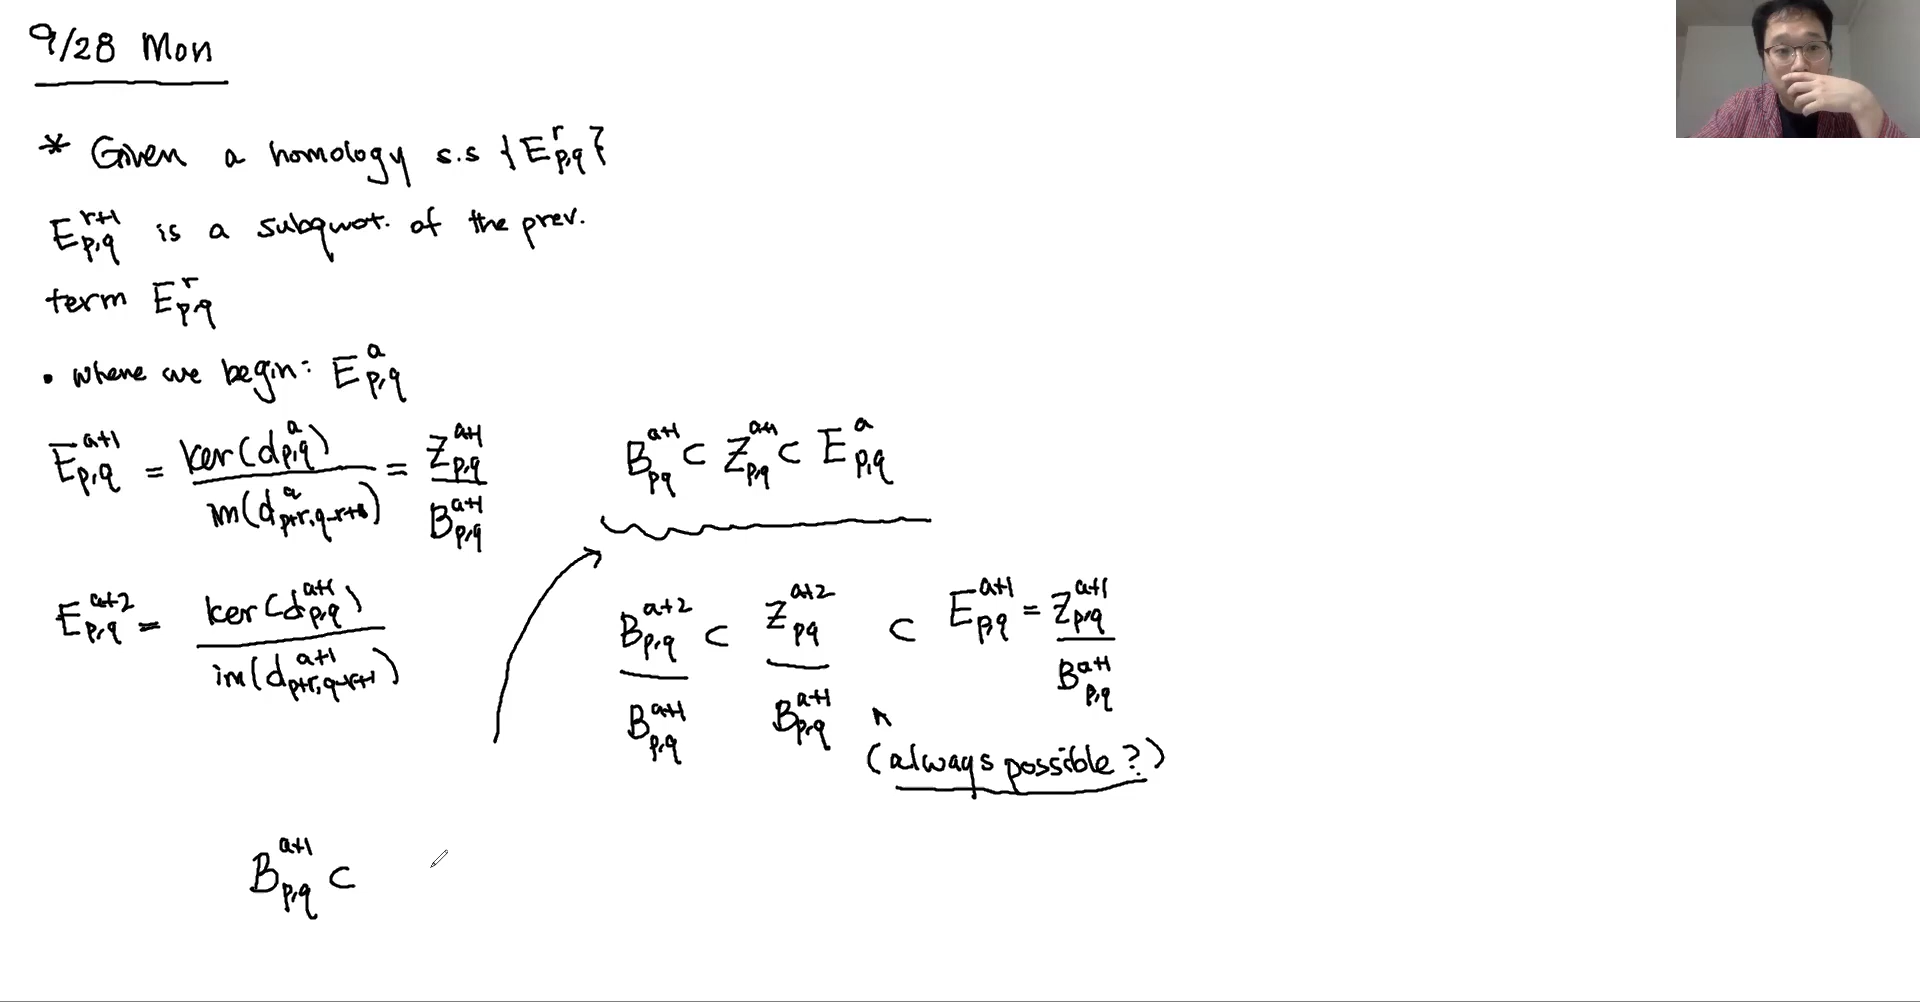 9/28 Mon
* Given a homology s.s {E^r_{p,q}}
E^{r+1}_{p,q} is a subquot. of the prev.
term E^r_{p,q}
• where we begin: E^a_{p,q}
E^{a+1}_{p,q} = ker(d^a_{p,q}) / im(d^a_{p+r,q-r+1}) = Z^{a+1}_{p,q} / B^{a+1}_{p,q}
B^{a+1}_{pq} ⊂ Z^{a+1}_{p,q} ⊂ E^a_{p,q}
E^{a+2}_{p,q} = ker(d^{a+1}_{p,q}) / im(d^{a+1}_{p+r,q-r+1})
B^{a+2}_{p,q} / B^{a+1}_{p,q} ⊂ Z^{a+2}_{pq} / B^{a+1}_{p,q} ⊂ E^{a+1}_{p,q} = Z^{a+1}_{p,q} / B^{a+1}_{p,q}
(always possible?)
B^{a+1}_{p,q} ⊂